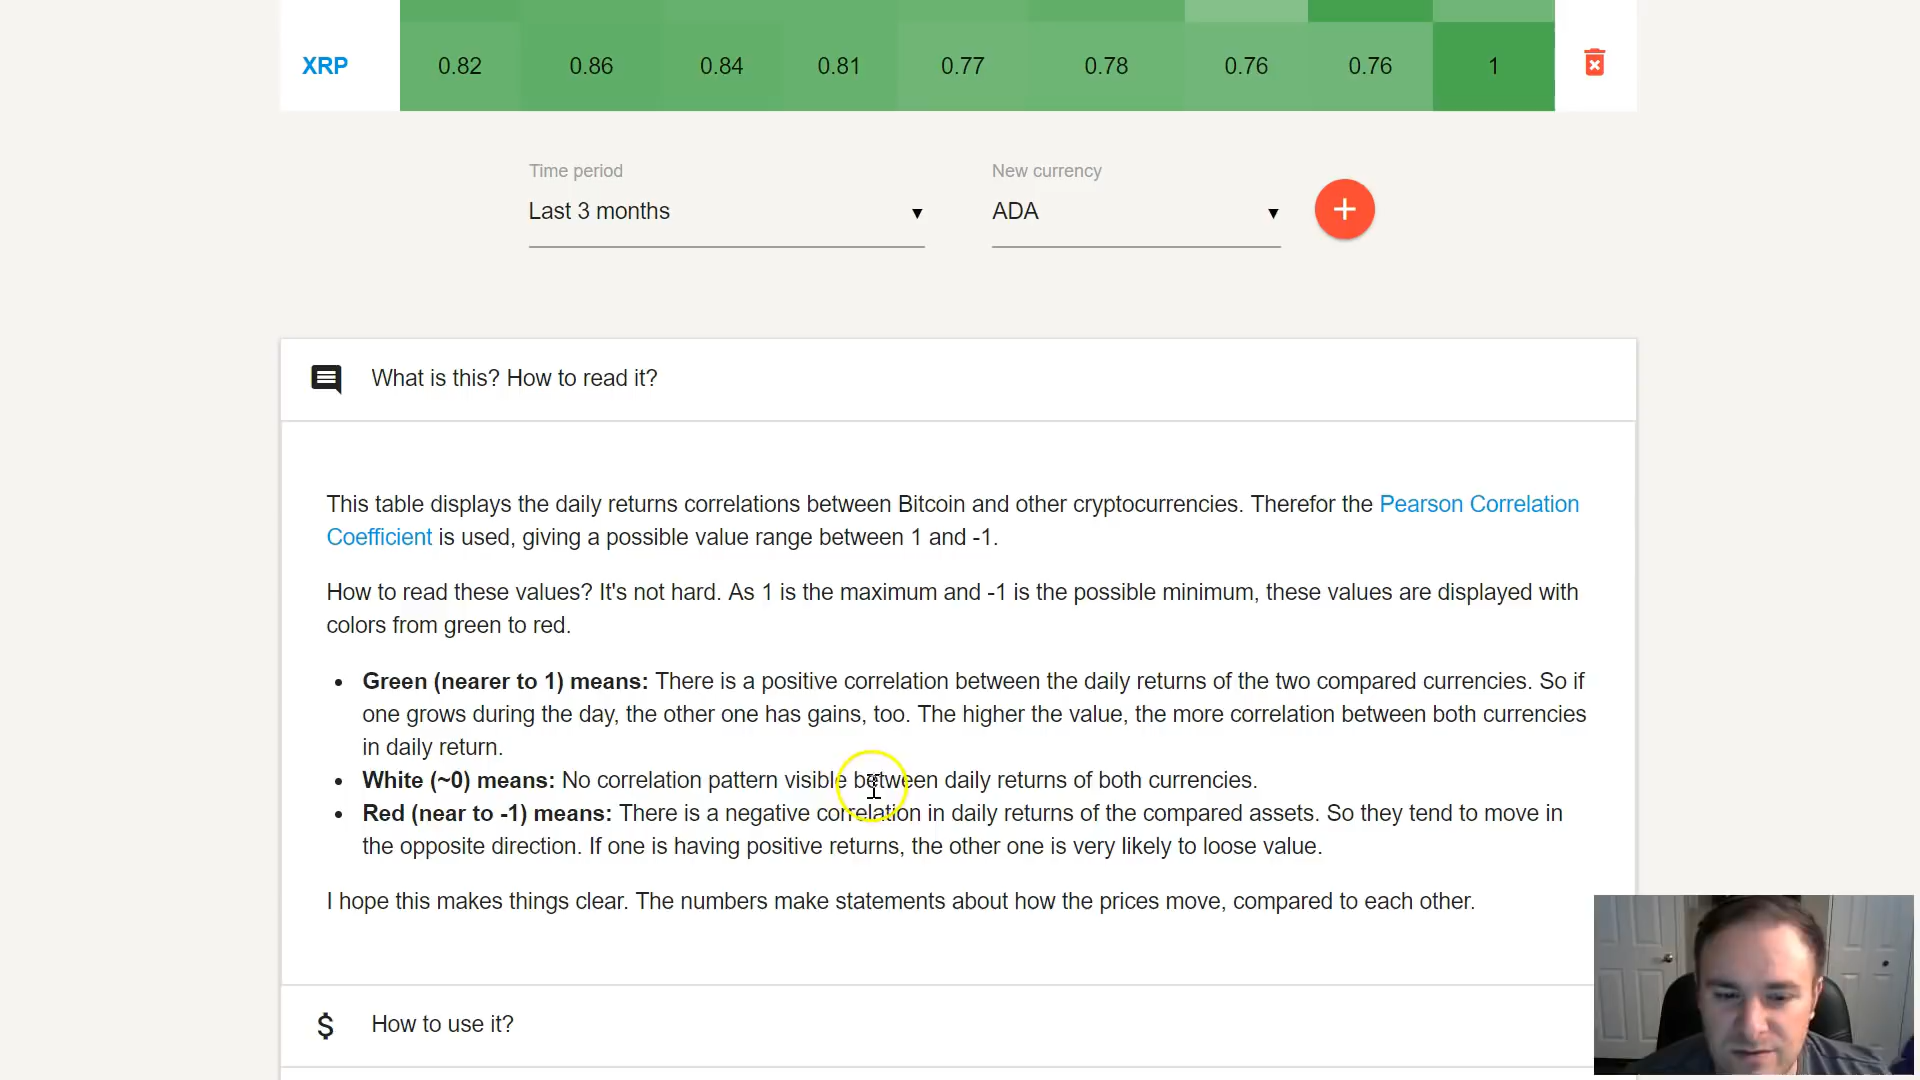 XRP 0.82 0.86 0.84 0.81 0.77 0.78 0.76 0.76 1
Time period New currency
Last 3 months ADA
What is this? How to read it?
This table displays the daily returns correlations between Bitcoin and other cryptocurrencies. Therefor the Pearson Correlation
Coefficient is used, giving a possible value range between 1 and -1.
How to read these values? It's not hard. As 1 is the maximum and -1 is the possible minimum, these values are displayed with
colors from green to red.
• Green (nearer to 1) means: There is a positive correlation between the daily returns of the two compared currencies. So if
one grows during the day, the other one has gains, too. The higher the value, the more correlation between both currencies
in daily return.
• White (~0) means: No correlation pattern visible between daily returns of both currencies.
• Red (near to -1) means: There is a negative correlation in daily returns of the compared assets. So they tend to move in
the opposite direction. If one is having positive returns, the other one is very likely to loose value.
I hope this makes things clear. The numbers make statements about how the prices move, compared to each other.
How to use it?